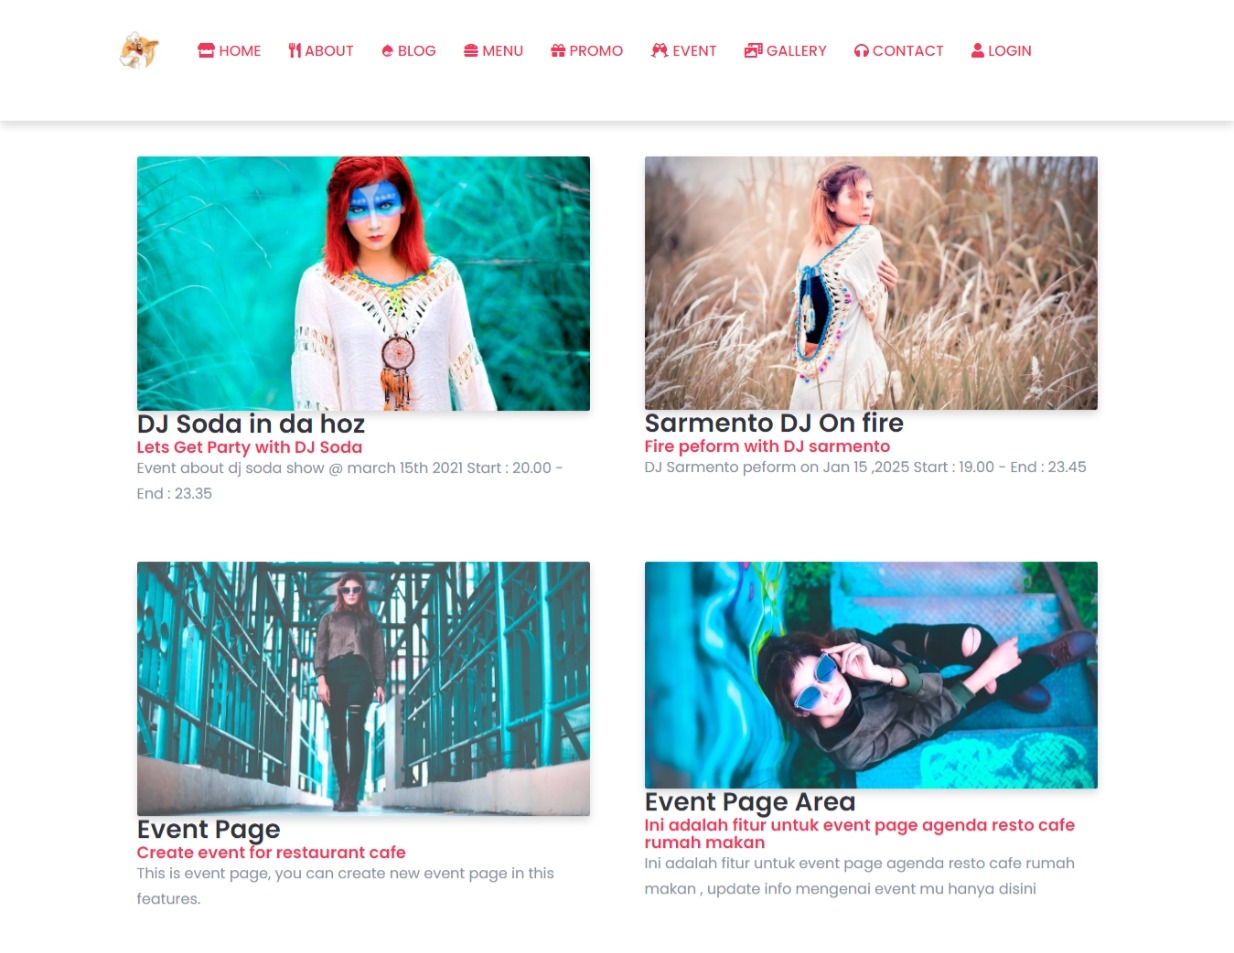 HOME ABOUT BLOG MENU PROMO EVENT GALLERY CONTACT LOGIN
DJ Soda in da hoz
Lets Get Party with DJ Soda
Event about dj soda show @ march 15th 2021 Start : 20.00 -
End : 23.35
Sarmento DJ On fire
Fire peform with DJ sarmento
DJ Sarmento peform on Jan 15 ,2025 Start : 19.00 - End : 23.45
Event Page
Create event for restaurant cafe
This is event page, you can create new event page in this
features.
Event Page Area
Ini adalah fitur untuk event page agenda resto cafe
rumah makan
Ini adalah fitur untuk event page agenda resto cafe rumah
makan , update info mengenai event mu hanya disini